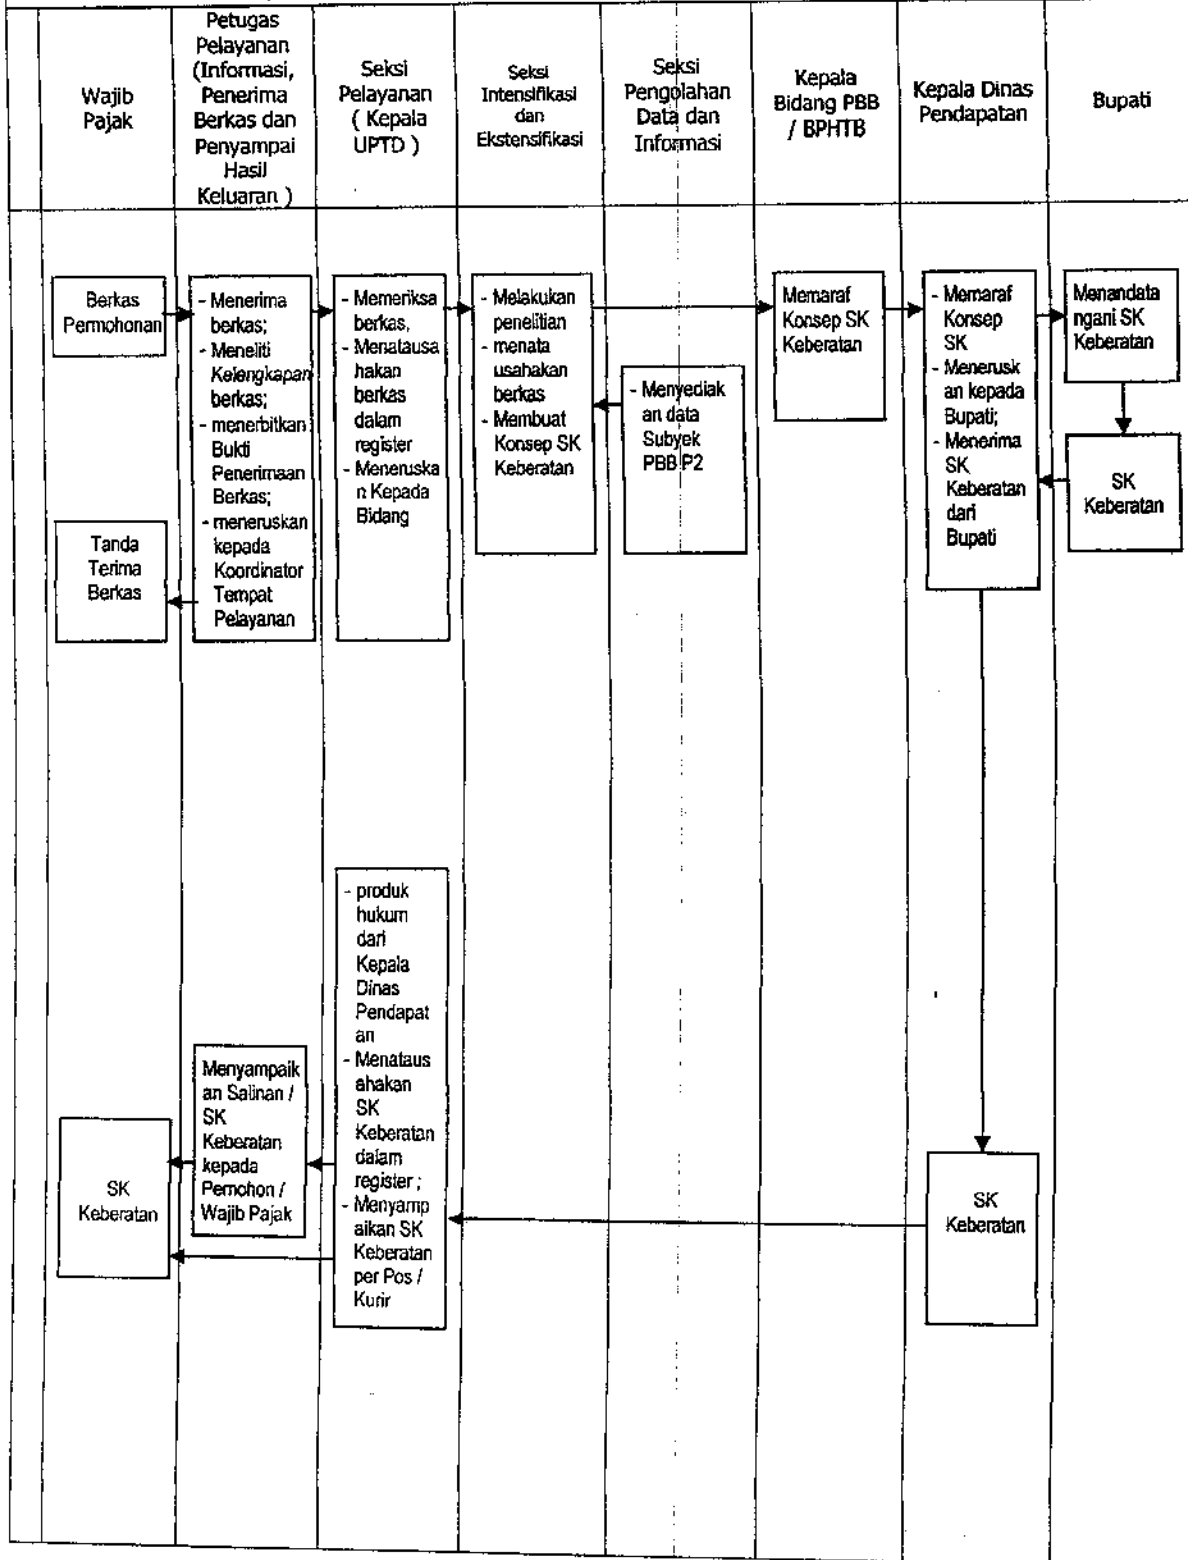 Wajib
Pajak
Petugas
Pelayanan
(Informasi,
Penerima
Berkas dan
Penyampai
Hasil
Keluaran )
Seksi
Pelayanan
( Kepala
UPTD )
Seksi
Intensifikasi
dan
Ekstensifikasi
Seksi
Pengolahan
Data dan
Informasi
Kepala
Bidang PBB
/ BPHTB
Kepala Dinas
Pendapatan
Bupati
Berkas
Permohonan
- Menerima
berkas;
- Meneliti
Kelengkapan
berkas;
- menerbitkan
Bukti
Penerimaan
Berkas;
- meneruskan
kepada
Koordinator
Tempat
Pelayanan
- Memeriksa
berkas,
- Menatausa
hakan
berkas
dalam
register
- Meneruska
n Kepada
Bidang
- Melakukan
penelitian
- menata
usahakan
berkas
- Membuat
Konsep SK
Keberatan
- Menyediak
an data
Subyek
PBB P2
Memaraf
Konsep SK
Keberatan
- Memaraf
Konsep
SK
- Menerusk
an kepada
Bupati;
- Menerima
SK
Keberatan
dari
Bupati
Menandata
ngani SK
Keberatan
SK
Keberatan
Tanda
Terima
Berkas
- produk
hukum
dari
Kepala
Dinas
Pendapat
an
- Menataus
ahakan
SK
Keberatan
dalam
register ;
- Menyamp
aikan SK
Keberatan
per Pos /
Kurir
Menyampaik
an Salinan /
SK
Keberatan
kepada
Pemohon /
Wajib Pajak
SK
Keberatan
SK
Keberatan